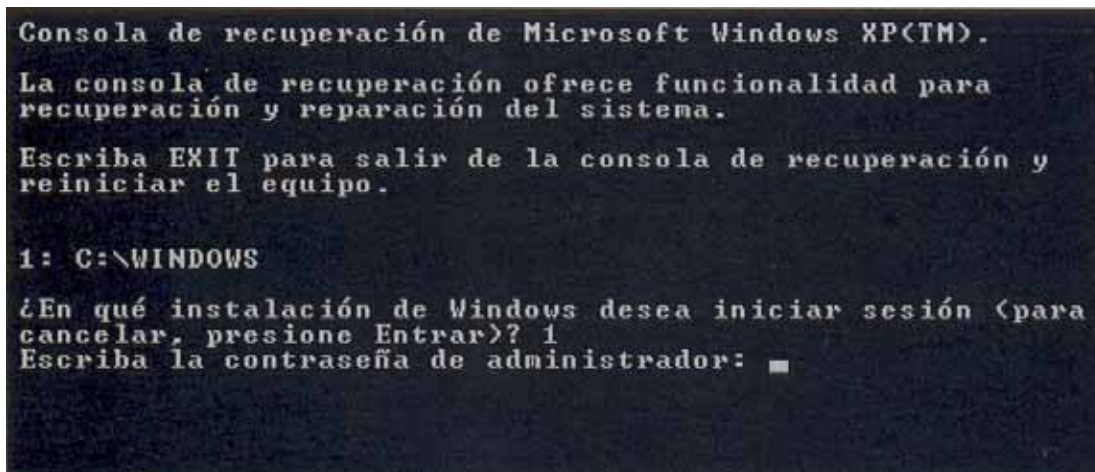 Consola de recuperación de Microsoft Windows XP(TM).
La consola de recuperación ofrece funcionalidad para
recuperación y reparación del sistema.
Escriba EXIT para salir de la consola de recuperación y
reiniciar el equipo.
1: C:\WINDOWS
¿En qué instalación de Windows desea iniciar sesión (para
cancelar, presione Entrar)? 1
Escriba la contraseña de administrador: